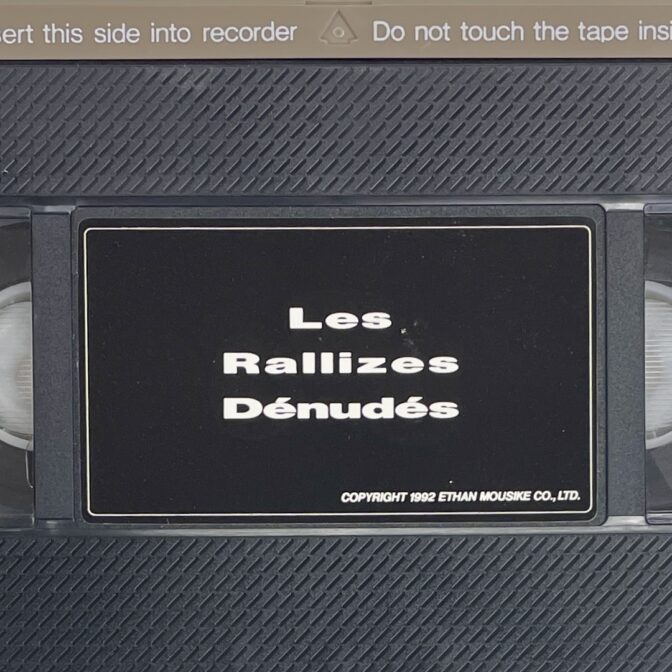 sert this side into recorder Do not touch the tape insi
Les
Rallizes
Dénudés
COPYRIGHT 1992 ETHAN MOUSIKE CO., LTD.